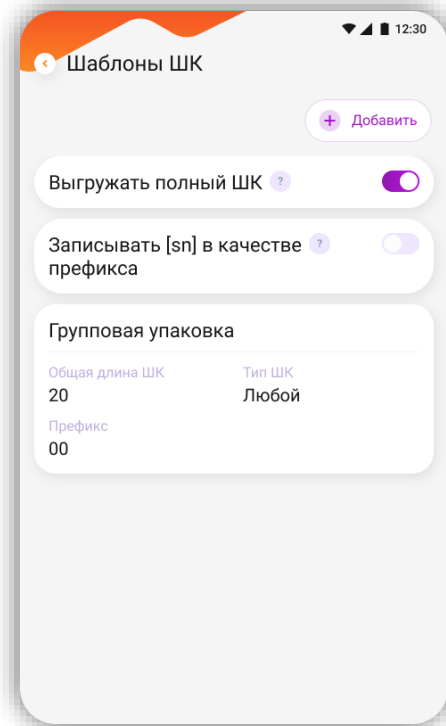 12:30
Шаблоны ШК
+ Добавить
Выгружать полный ШК ?
Записывать [sn] в качестве ?
префикса
Групповая упаковка
Общая длина ШК Тип ШК
20 Любой
Префикс
00